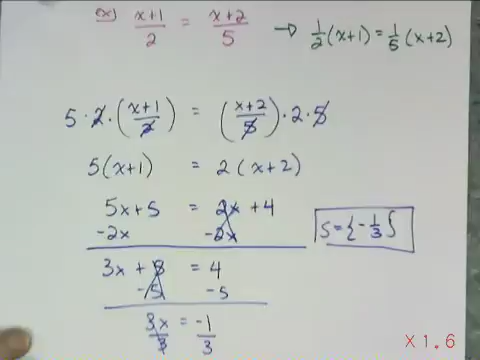 ex) x+1/2 = x+2/5 → 1/2(x+1)=1/5(x+2)
5·2·(x+1/2) = (x+2/5)·2·5
5(x+1) = 2(x+2)
5x+5 = 2x+4
-2x -2x
S={-1/3}
3x+5 = 4
-5 -5
3x/3 = -1/3
X1.6